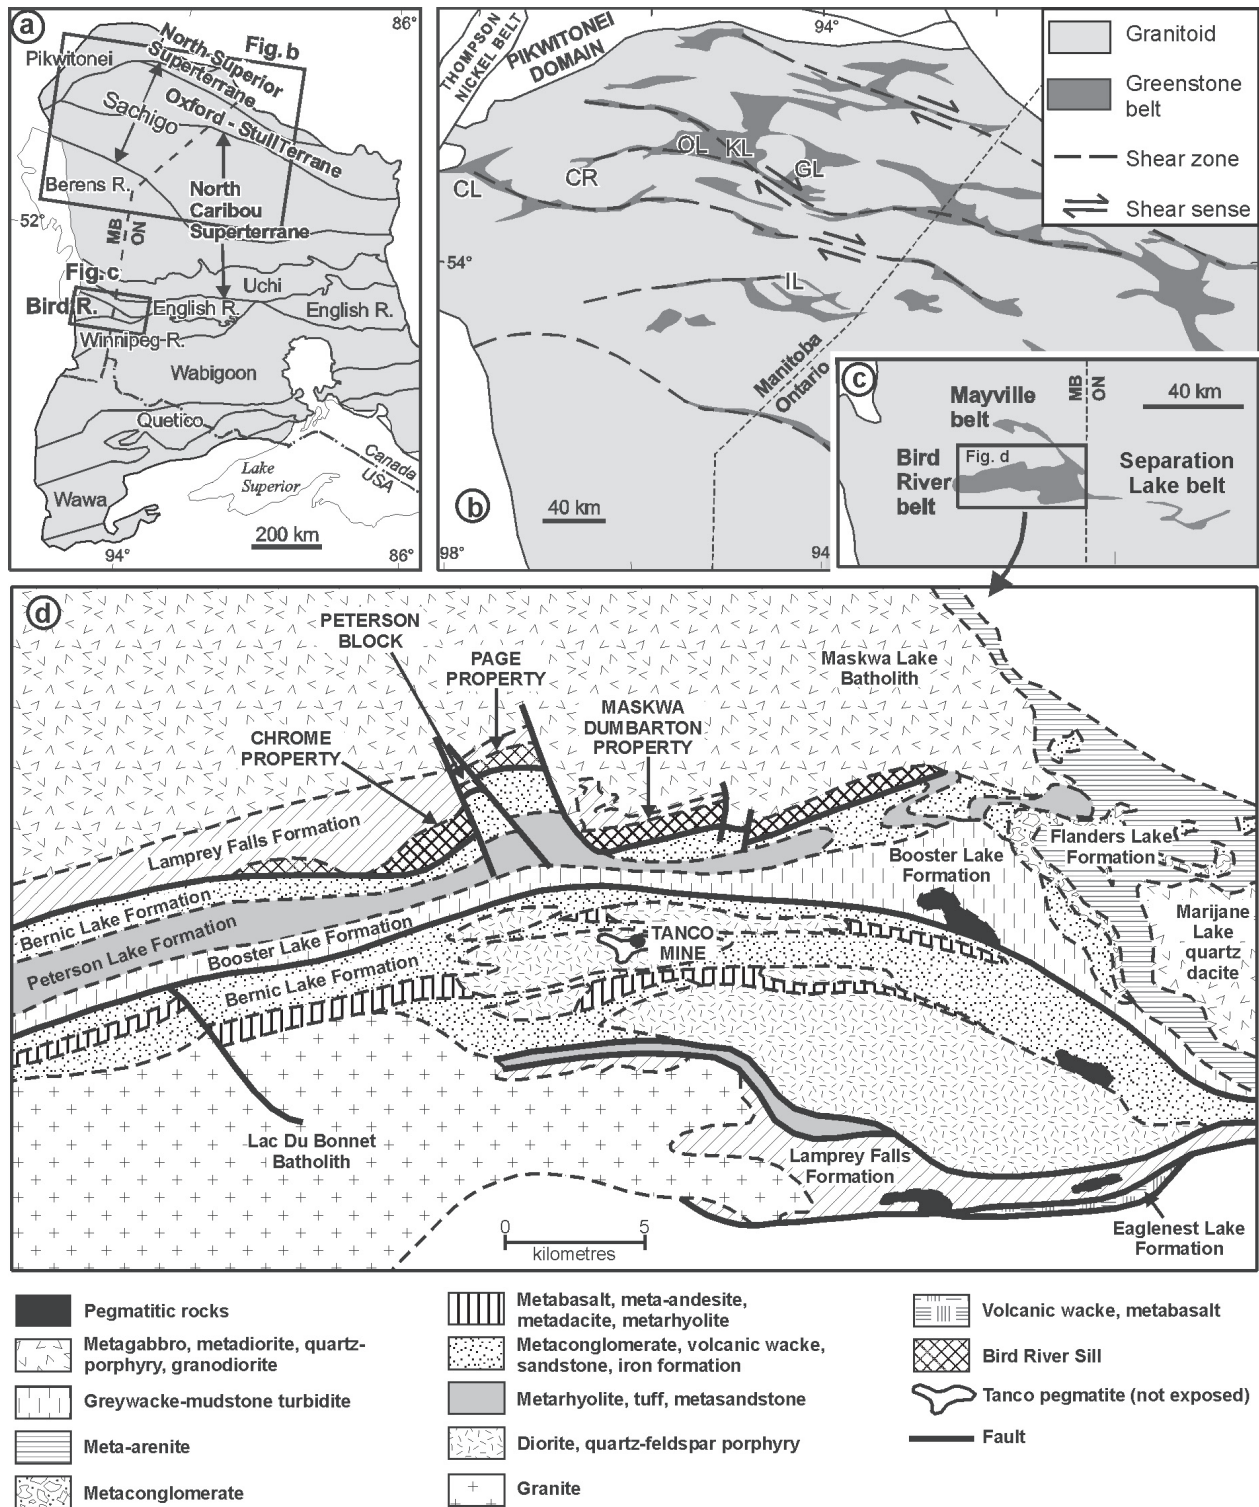 a
86°
Fig. b
North Superior
Superterrane
Pikwitonei
Sachigo
Oxford - Stull Terrane
Berens R.
North
Caribou
Superterrane
52°
MB
ON
Fig. c
Uchi
Bird R.
English R.
English R.
Winnipeg R.
Wabigoon
Quetico
Canada
USA
Lake
Superior
Wawa
200 km
94°
86°
THOMPSON
NICKEL BELT
PIKWITONEI
DOMAIN
94°
Granitoid
Greenstone
belt
Shear zone
Shear sense
OL
KL
GL
CR
CL
54°
IL
Manitoba
Ontario
b
40 km
98°
94°
c
MB
ON
40 km
Mayville
belt
Fig. d
Bird
River
belt
Separation
Lake belt
d
PETERSON
BLOCK
PAGE
PROPERTY
MASKWA
DUMBARTON
PROPERTY
CHROME
PROPERTY
Maskwa Lake
Batholith
Lamprey Falls Formation
Flanders Lake
Formation
Booster Lake
Formation
Bernic Lake Formation
Peterson Lake Formation
Booster Lake Formation
Bernic Lake Formation
TANCO
MINE
Marijane
Lake
quartz
dacite
Lac Du Bonnet
Batholith
Lamprey Falls
Formation
0
5
kilometres
Eaglenest Lake
Formation
Pegmatitic rocks
Metagabbro, metadiorite, quartz-
porphyry, granodiorite
Greywacke-mudstone turbidite
Meta-arenite
Metaconglomerate
Metabasalt, meta-andesite,
metadacite, metarhyolite
Metaconglomerate, volcanic wacke,
sandstone, iron formation
Metarhyolite, tuff, metasandstone
Diorite, quartz-feldspar porphyry
Granite
Volcanic wacke, metabasalt
Bird River Sill
Tanco pegmatite (not exposed)
Fault